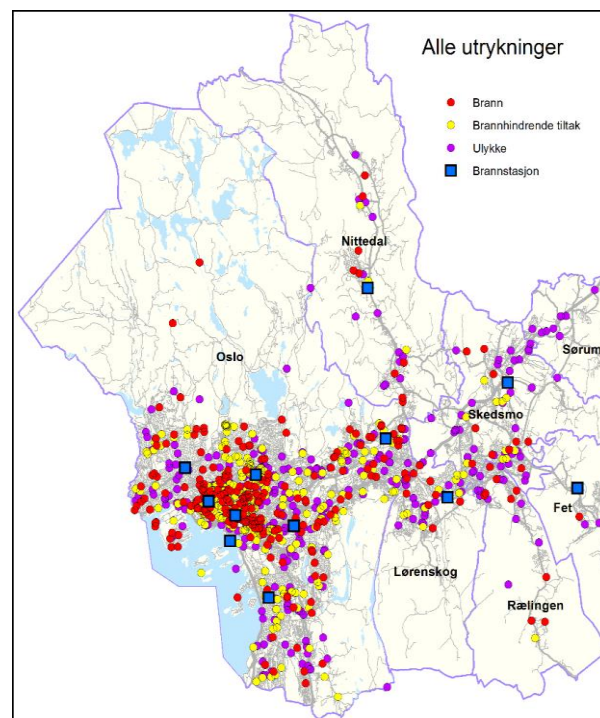 Alle utrykninger
Brann
Brannhindrende tiltak
Ulykke
Brannstasjon
Nittedal
Oslo
Sørum
Skedsmo
Fet
Lørenskog
Rælingen